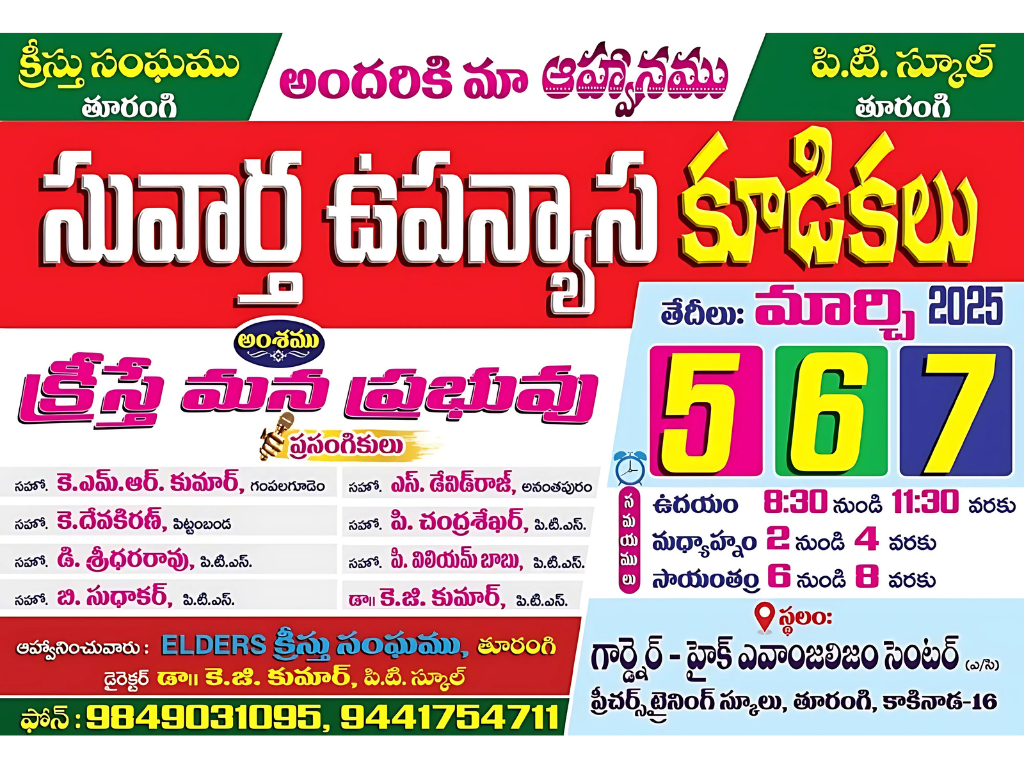 క్రీస్తు సంఘము
తూరంగి
అందరికి మా ఆహ్వానము
పి.టి. స్కూల్
తూరంగి
సువార్త ఉపన్యాస కూడికలు
తేదీలు: మార్చి 2025
5 6 7
అంశము
క్రీస్తే మన ప్రభువు
ప్రసంగికులు
సహో. కె.ఎమ్.ఆర్. కుమార్, గంపలగూడెం
సహో. ఎస్. డేవిడ్‌రాజ్, అనంతపురం
సహో. కె.దేవకిరణ్, పిట్టంబండ
సహో. పి. చంద్రశేఖర్, పి.టి.ఎస్.
సహో. డి. శ్రీధరరావు, పి.టి.ఎస్.
సహో. పి. విలియమ్ బాబు, పి.టి.ఎస్.
సహో. బి. సుధాకర్, పి.టి.ఎస్.
డా॥ కె.జి. కుమార్, పి.టి.ఎస్.
సమయములు
ఉదయం 8:30 నుండి 11:30 వరకు
మధ్యాహ్నం 2 నుండి 4 వరకు
సాయంత్రం 6 నుండి 8 వరకు
ఆహ్వానించువారు : ELDERS క్రీస్తు సంఘము, తూరంగి
డైరెక్టర్ డా॥ కె.జి. కుమార్, పి.టి. స్కూల్
ఫోన్ : 9849031095, 9441754711
స్థలం:
గార్డ్నెర్ - హైక్ ఎవాంజలిజం సెంటర్ (ఎ/సి)
ప్రీచర్స్ ట్రైనింగ్ స్కూలు, తూరంగి, కాకినాడ-16